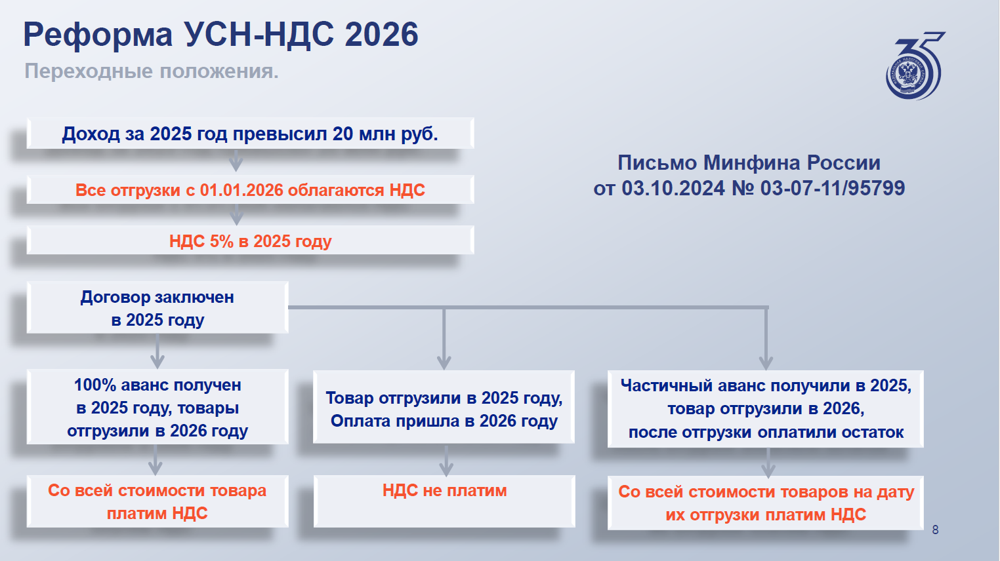 Реформа УСН-НДС 2026
Переходные положения.
Доход за 2025 год превысил 20 млн руб.
Все отгрузки с 01.01.2026 облагаются НДС
НДС 5% в 2025 году
Письмо Минфина России
от 03.10.2024 № 03-07-11/95799
Договор заключен
в 2025 году
100% аванс получен
в 2025 году, товары
отгрузили в 2026 году
Товар отгрузили в 2025 году,
Оплата пришла в 2026 году
Частичный аванс получили в 2025,
товар отгрузили в 2026,
после отгрузки оплатили остаток
Со всей стоимости товара
платим НДС
НДС не платим
Со всей стоимости товаров на дату
их отгрузки платим НДС
8